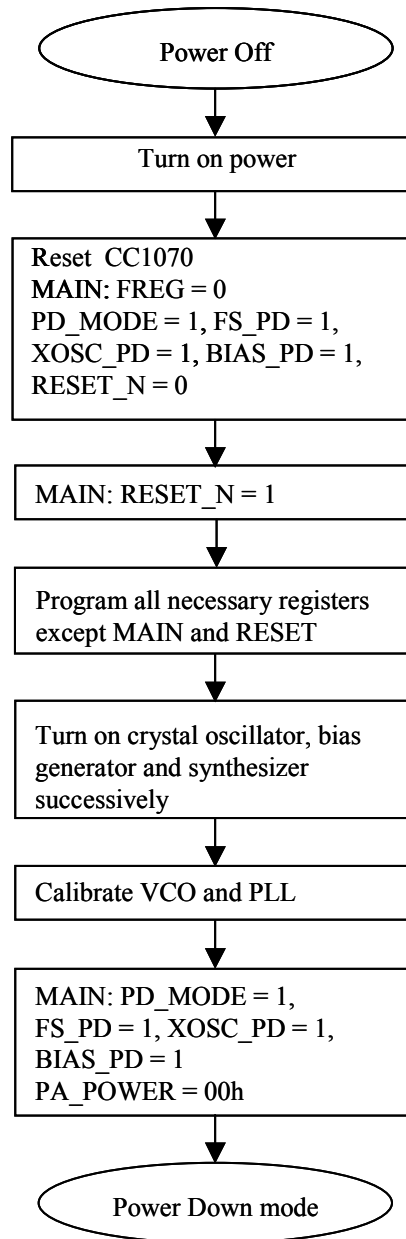 Power Off
Turn on power
Reset CC1070
MAIN: FREG = 0
PD_MODE = 1, FS_PD = 1,
XOSC_PD = 1, BIAS_PD = 1,
RESET_N = 0
MAIN: RESET_N = 1
Program all necessary registers
except MAIN and RESET
Turn on crystal oscillator, bias
generator and synthesizer
successively
Calibrate VCO and PLL
MAIN: PD_MODE = 1,
FS_PD = 1, XOSC_PD = 1,
BIAS_PD = 1
PA_POWER = 00h
Power Down mode